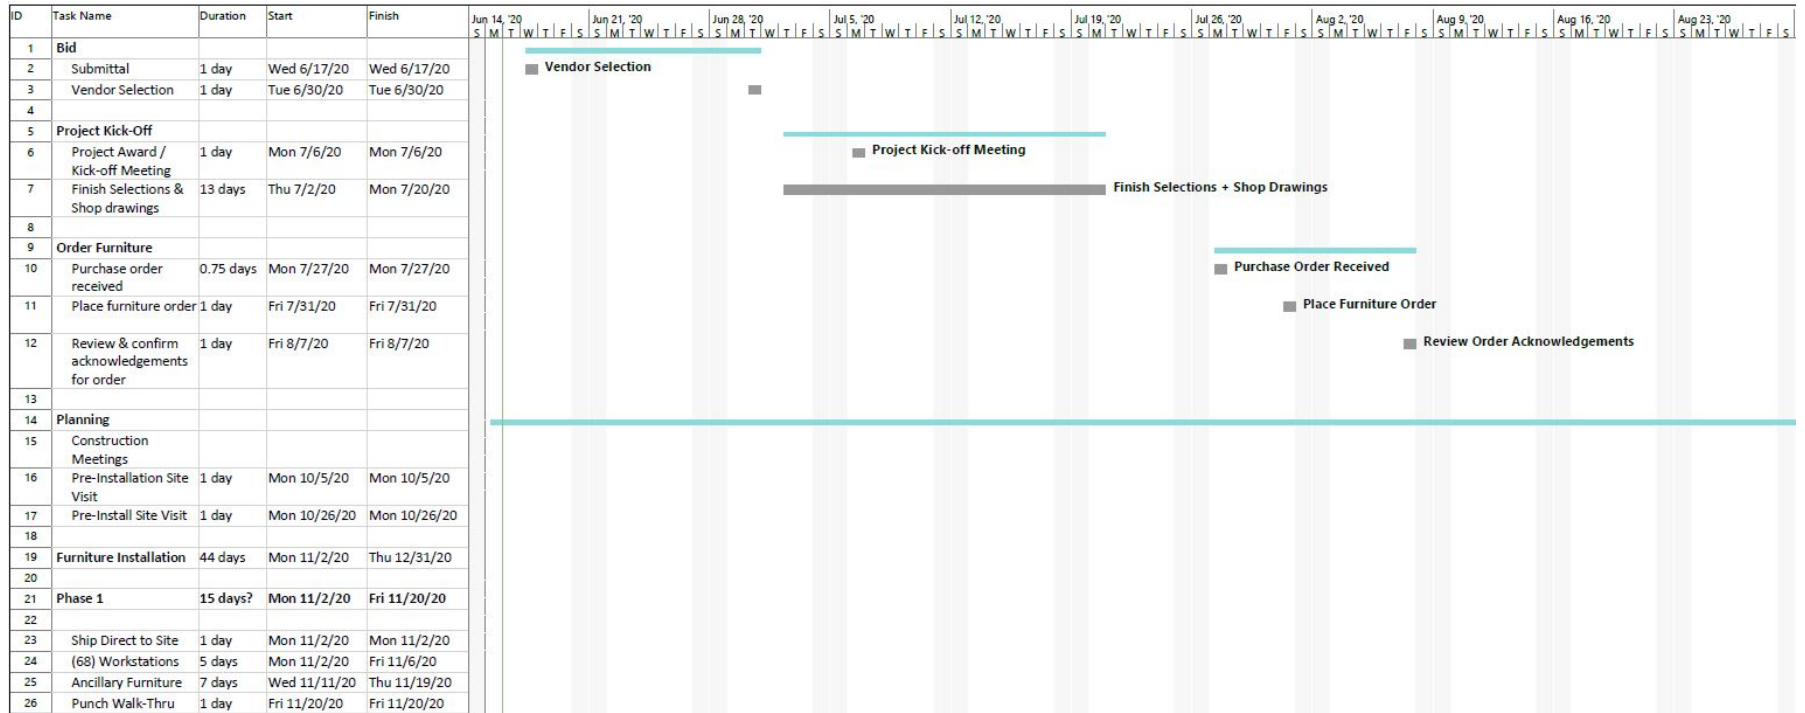 ID Task Name Duration Start Finish Jun 14, '20 Jun 21, '20 Jun 28, '20 Jul 5, '20 Jul 12, '20 Jul 19, '20 Jul 26, '20 Aug 2, '20 Aug 9, '20 Aug 16, '20 Aug 23, '20
S M T W T F S S M T W T F S S M T W T F S S M T W T F S S M T W T F S S M T W T F S S M T W T F S S M T W T F S S M T W T F S S M T W T F S S M T W T F S
1 Bid
2 Submittal 1 day Wed 6/17/20 Wed 6/17/20 Vendor Selection
3 Vendor Selection 1 day Tue 6/30/20 Tue 6/30/20
4
5 Project Kick-Off
6 Project Award / 1 day Mon 7/6/20 Mon 7/6/20 Project Kick-off Meeting
Kick-off Meeting
7 Finish Selections & 13 days Thu 7/2/20 Mon 7/20/20 Finish Selections + Shop Drawings
Shop drawings
8
9 Order Furniture
10 Purchase order 0.75 days Mon 7/27/20 Mon 7/27/20 Purchase Order Received
received
11 Place furniture order 1 day Fri 7/31/20 Fri 7/31/20 Place Furniture Order
12 Review & confirm 1 day Fri 8/7/20 Fri 8/7/20 Review Order Acknowledgements
acknowledgements
for order
13
14 Planning
15 Construction
Meetings
16 Pre-Installation Site 1 day Mon 10/5/20 Mon 10/5/20
Visit
17 Pre-Install Site Visit 1 day Mon 10/26/20 Mon 10/26/20
18
19 Furniture Installation 44 days Mon 11/2/20 Thu 12/31/20
20
21 Phase 1 15 days? Mon 11/2/20 Fri 11/20/20
22
23 Ship Direct to Site 1 day Mon 11/2/20 Mon 11/2/20
24 (68) Workstations 5 days Mon 11/2/20 Fri 11/6/20
25 Ancillary Furniture 7 days Wed 11/11/20 Thu 11/19/20
26 Punch Walk-Thru 1 day Fri 11/20/20 Fri 11/20/20